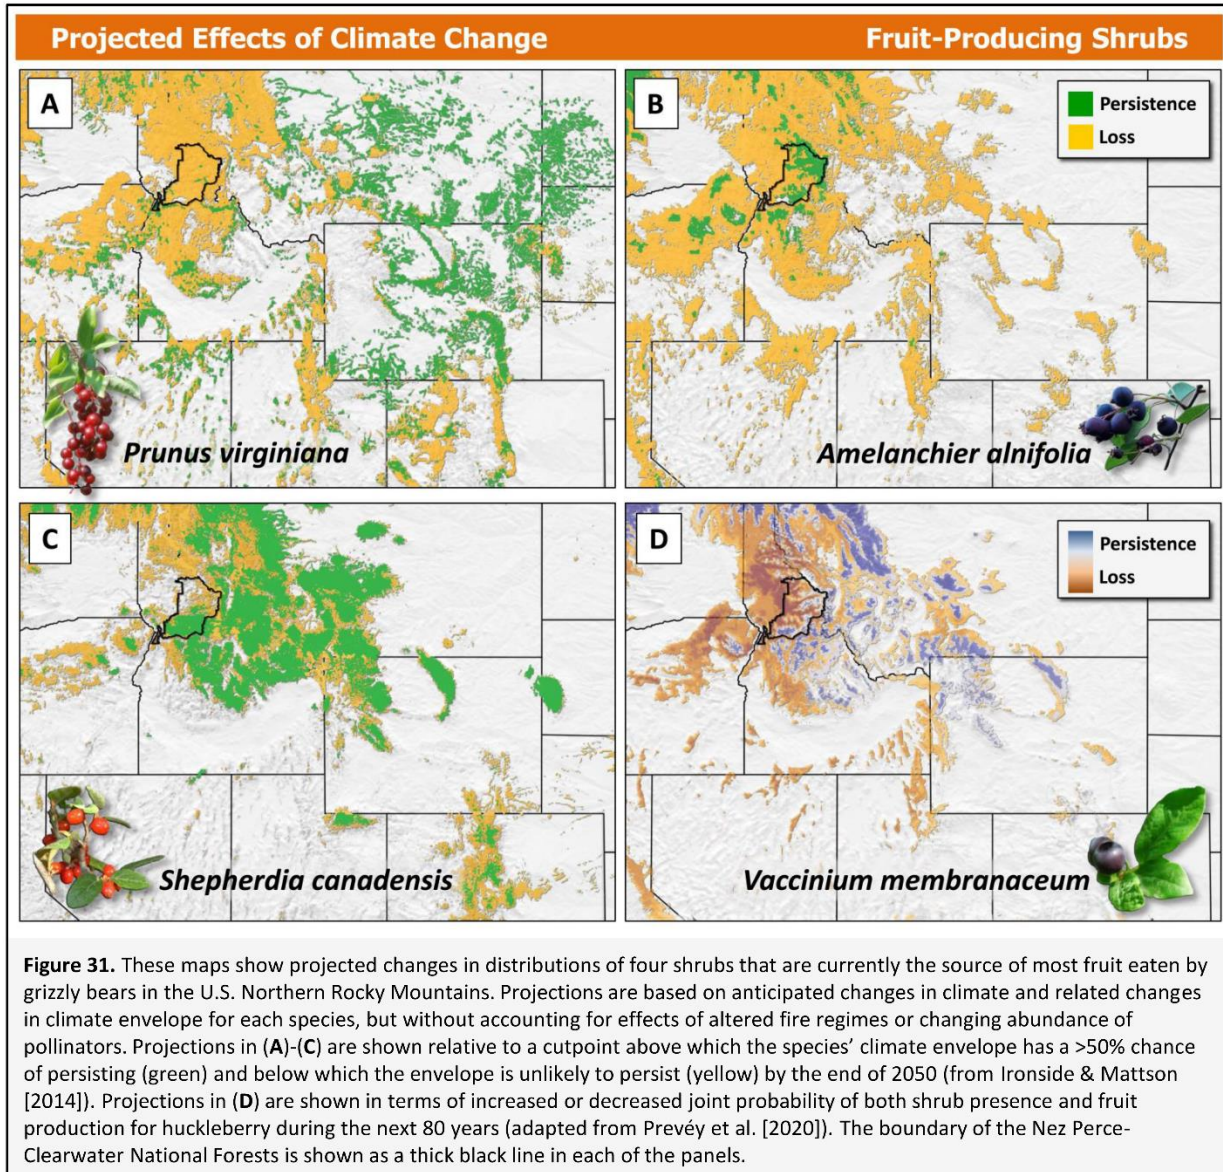 Projected Effects of Climate Change
Fruit-Producing Shrubs
A
Prunus virginiana
B
Persistence
Loss
Amelanchier alnifolia
C
Shepherdia canadensis
D
Persistence
Loss
Vaccinium membranaceum
Figure 31. These maps show projected changes in distributions of four shrubs that are currently the source of most fruit eaten by
grizzly bears in the U.S. Northern Rocky Mountains. Projections are based on anticipated changes in climate and related changes
in climate envelope for each species, but without accounting for effects of altered fire regimes or changing abundance of
pollinators. Projections in (A)-(C) are shown relative to a cutpoint above which the species’ climate envelope has a >50% chance
of persisting (green) and below which the envelope is unlikely to persist (yellow) by the end of 2050 (from Ironside & Mattson
[2014]). Projections in (D) are shown in terms of increased or decreased joint probability of both shrub presence and fruit
production for huckleberry during the next 80 years (adapted from Prevéy et al. [2020]). The boundary of the Nez Perce-
Clearwater National Forests is shown as a thick black line in each of the panels.